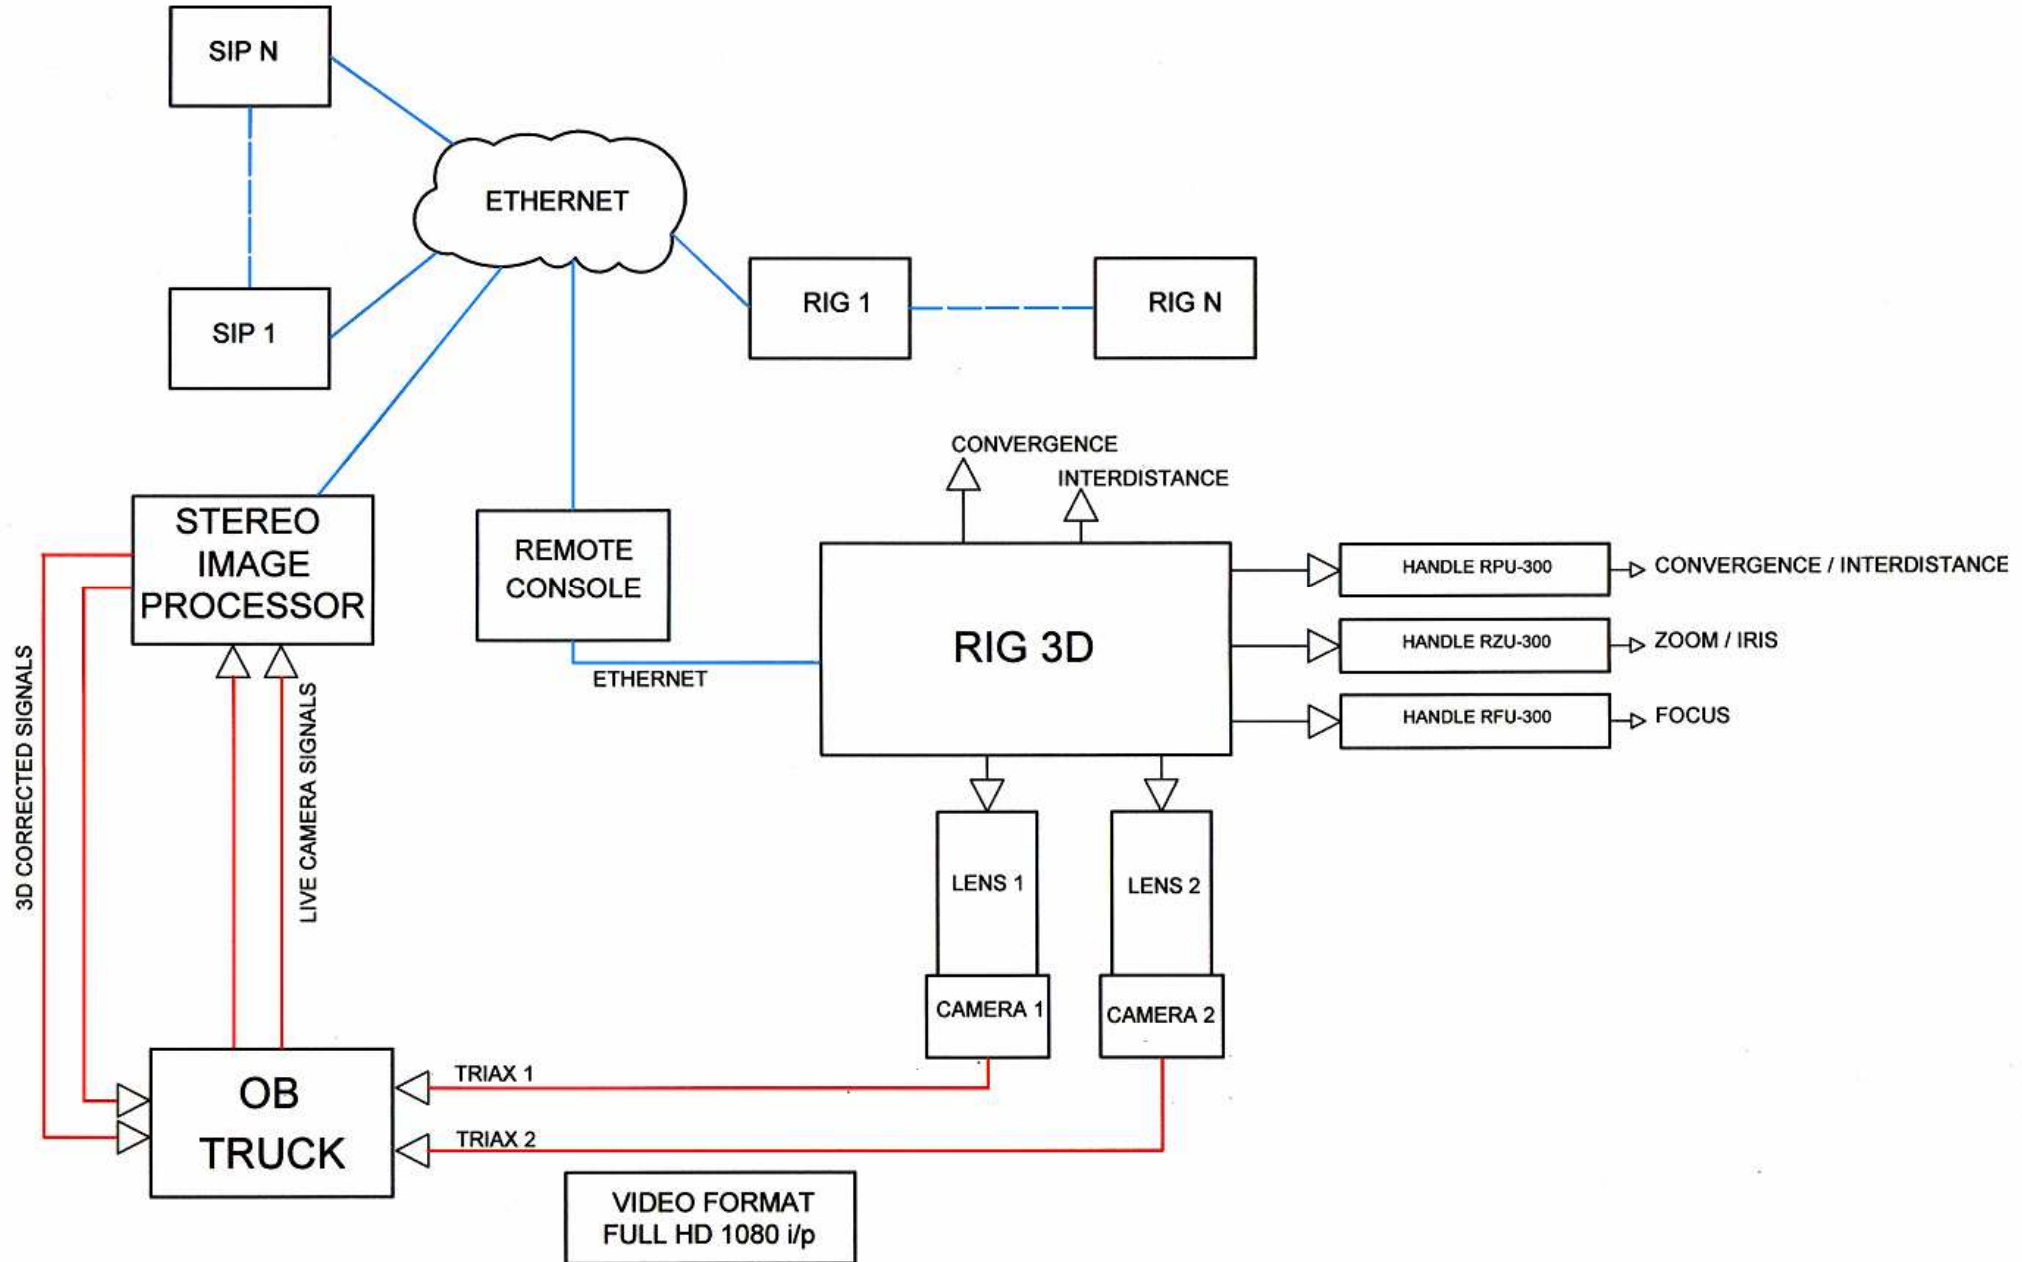 SIP N
ETHERNET
SIP 1
RIG 1
RIG N
CONVERGENCE
INTERDISTANCE
STEREO
IMAGE
PROCESSOR
REMOTE
CONSOLE
ETHERNET
RIG 3D
HANDLE RPU-300
CONVERGENCE / INTERDISTANCE
HANDLE RZU-300
ZOOM / IRIS
HANDLE RFU-300
FOCUS
3D CORRECTED SIGNALS
LIVE CAMERA SIGNALS
LENS 1
LENS 2
CAMERA 1
CAMERA 2
OB
TRUCK
TRIAX 1
TRIAX 2
VIDEO FORMAT
FULL HD 1080 i/p